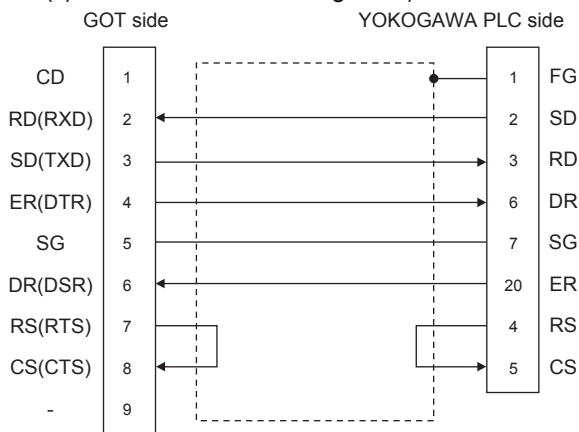 GOT side YOKOGAWA PLC side
CD 1 1 FG
RD(RXD) 2 2 SD
SD(TXD) 3 3 RD
ER(DTR) 4 6 DR
SG 5 7 SG
DR(DSR) 6 20 ER
RS(RTS) 7 4 RS
CS(CTS) 8 5 CS
- 9